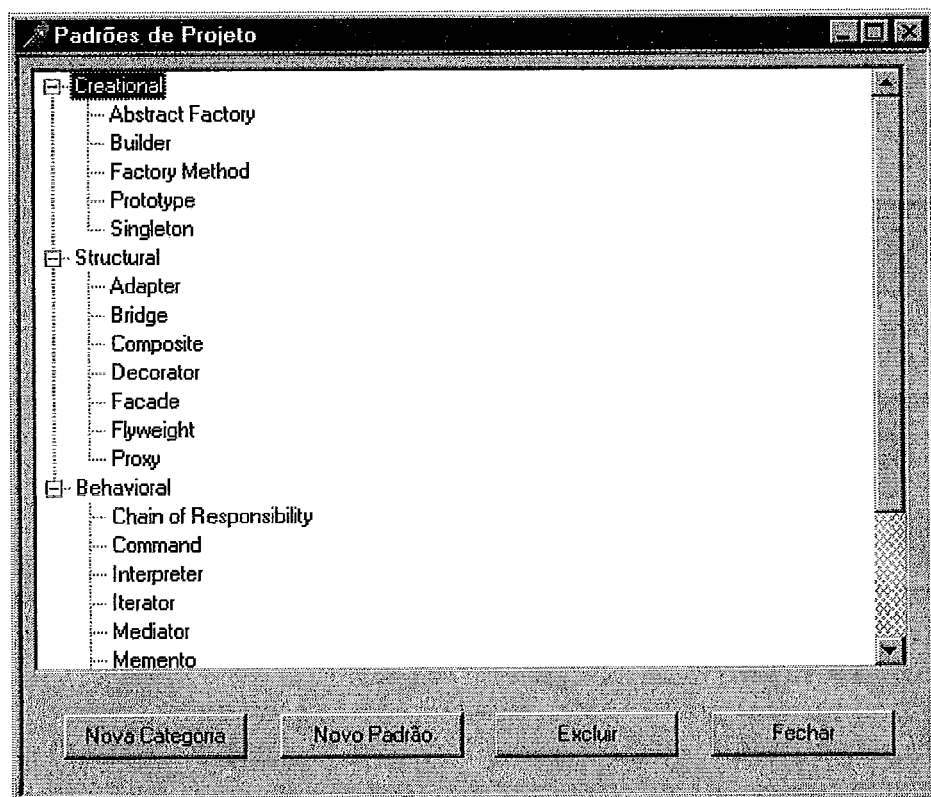 Padrões de Projeto
Creational
Abstract Factory
Builder
Factory Method
Prototype
Singleton
Structural
Adapter
Bridge
Composite
Decorator
Facade
Flyweight
Proxy
Behavioral
Chain of Responsibility
Command
Interpreter
Iterator
Mediator
Memento
Nova Categoria Novo Padrão Excluir Fechar